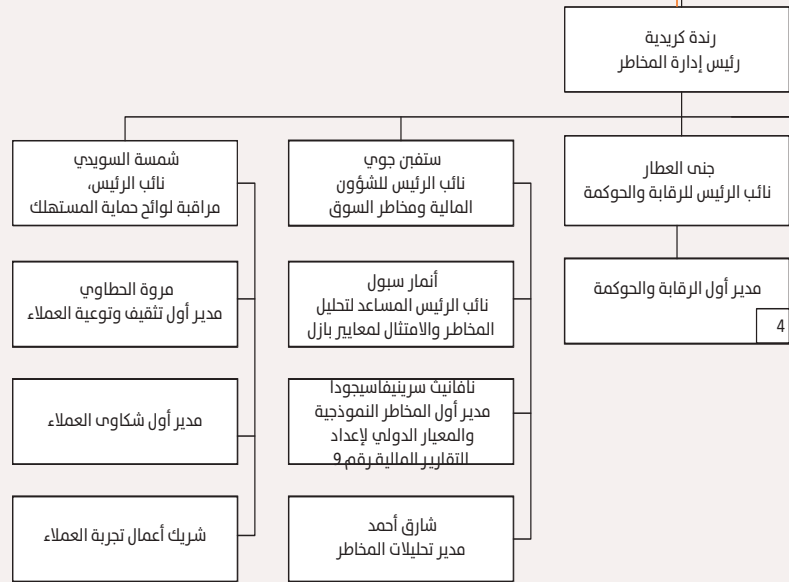 رندة كريدية
رئيس إدارة المخاطر
جنى العطار
نائب الرئيس للرقابة والحوكمة
مدير أول الرقابة والحوكمة
4
ستفين جوي
نائب الرئيس للشؤون
المالية ومخاطر السوق
أنمار سبول
نائب الرئيس المساعد لتحليل
المخاطر والامتثال لمعايير بازل
نافانيث سرينيفاسيجودا
مدير أول المخاطر النموذجية
والمعيار الدولي لإعداد
التقارير المالية رقم 9
شارق أحمد
مدير تحليلات المخاطر
شمسة السويدي
نائب الرئيس،
مراقبة لوائح حماية المستهلك
مروة الحطاوي
مدير أول تثقيف وتوعية العملاء
مدير أول شكاوى العملاء
شريك أعمال تجربة العملاء